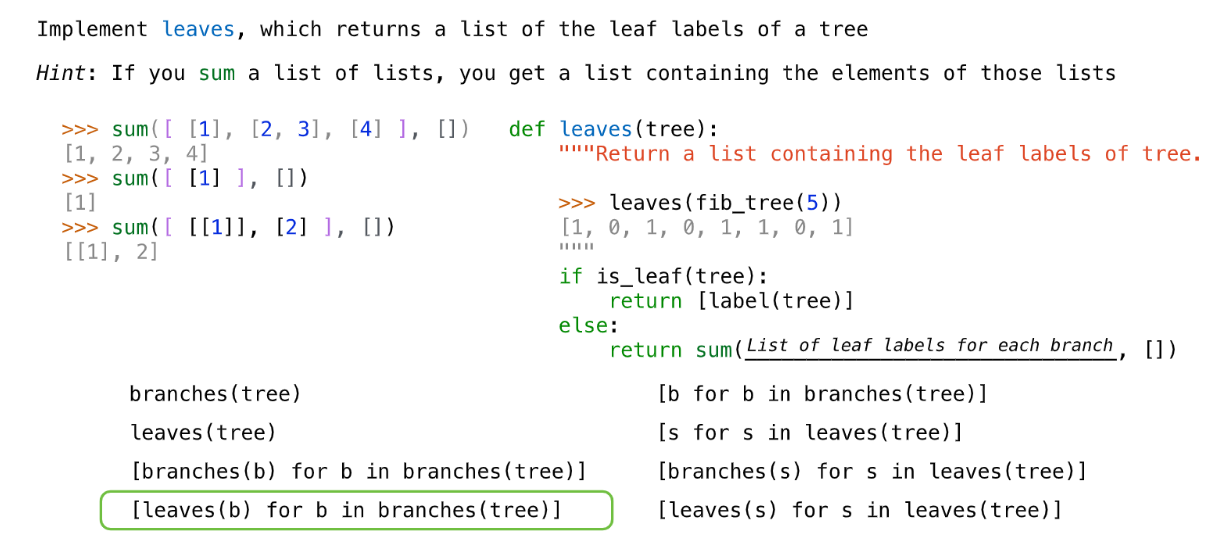 Implement leaves, which returns a list of the leaf labels of a tree
Hint: If you sum a list of lists, you get a list containing the elements of those lists
>>> sum([ [1], [2, 3], [4] ], [])
[1, 2, 3, 4]
>>> sum([ [1] ], [])
[1]
>>> sum([ [[1]], [2] ], [])
[[1], 2]
def leaves(tree):
"""Return a list containing the leaf labels of tree.
>>> leaves(fib_tree(5))
[1, 0, 1, 0, 1, 1, 0, 1]
"""
if is_leaf(tree):
return [label(tree)]
else:
return sum(List of leaf labels for each branch, [])
branches(tree)
leaves(tree)
[branches(b) for b in branches(tree)]
[leaves(b) for b in branches(tree)]
[b for b in branches(tree)]
[s for s in leaves(tree)]
[branches(s) for s in leaves(tree)]
[leaves(s) for s in leaves(tree)]